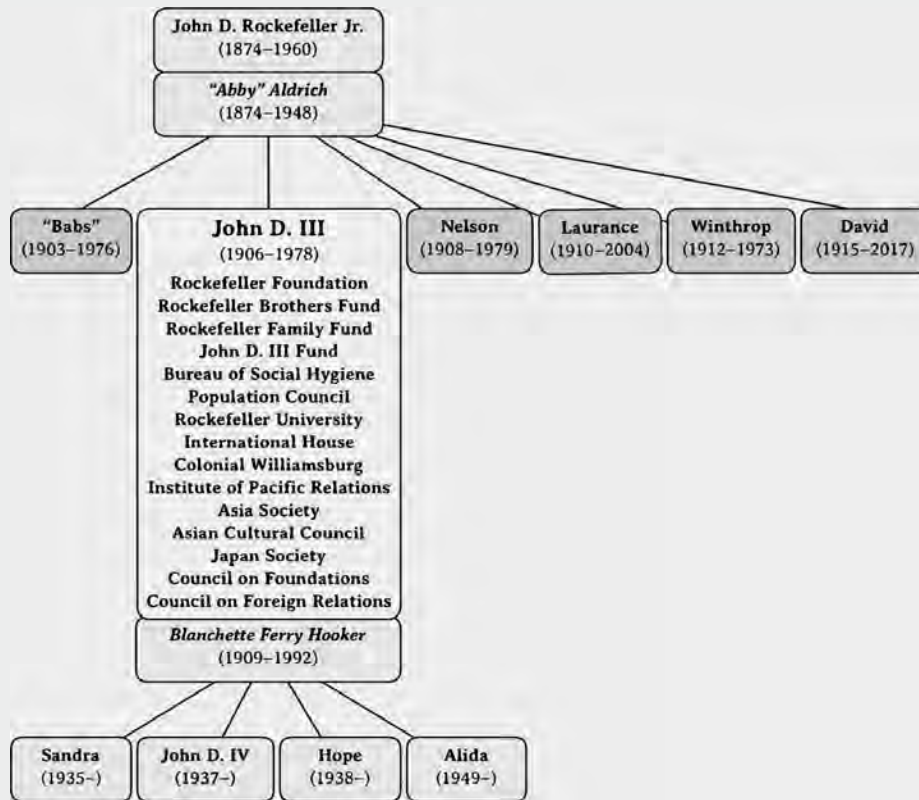 John D. Rockefeller Jr.
(1874–1960)
"Abby" Aldrich
(1874–1948)
"Babs"
(1903–1976)
John D. III
(1906–1978)
Rockefeller Foundation
Rockefeller Brothers Fund
Rockefeller Family Fund
John D. III Fund
Bureau of Social Hygiene
Population Council
Rockefeller University
International House
Colonial Williamsburg
Institute of Pacific Relations
Asia Society
Asian Cultural Council
Japan Society
Council on Foundations
Council on Foreign Relations
Blanchette Ferry Hooker
(1909–1992)
Nelson
(1908–1979)
Laurance
(1910–2004)
Winthrop
(1912–1973)
David
(1915–2017)
Sandra
(1935–)
John D. IV
(1937–)
Hope
(1938–)
Alida
(1949–)